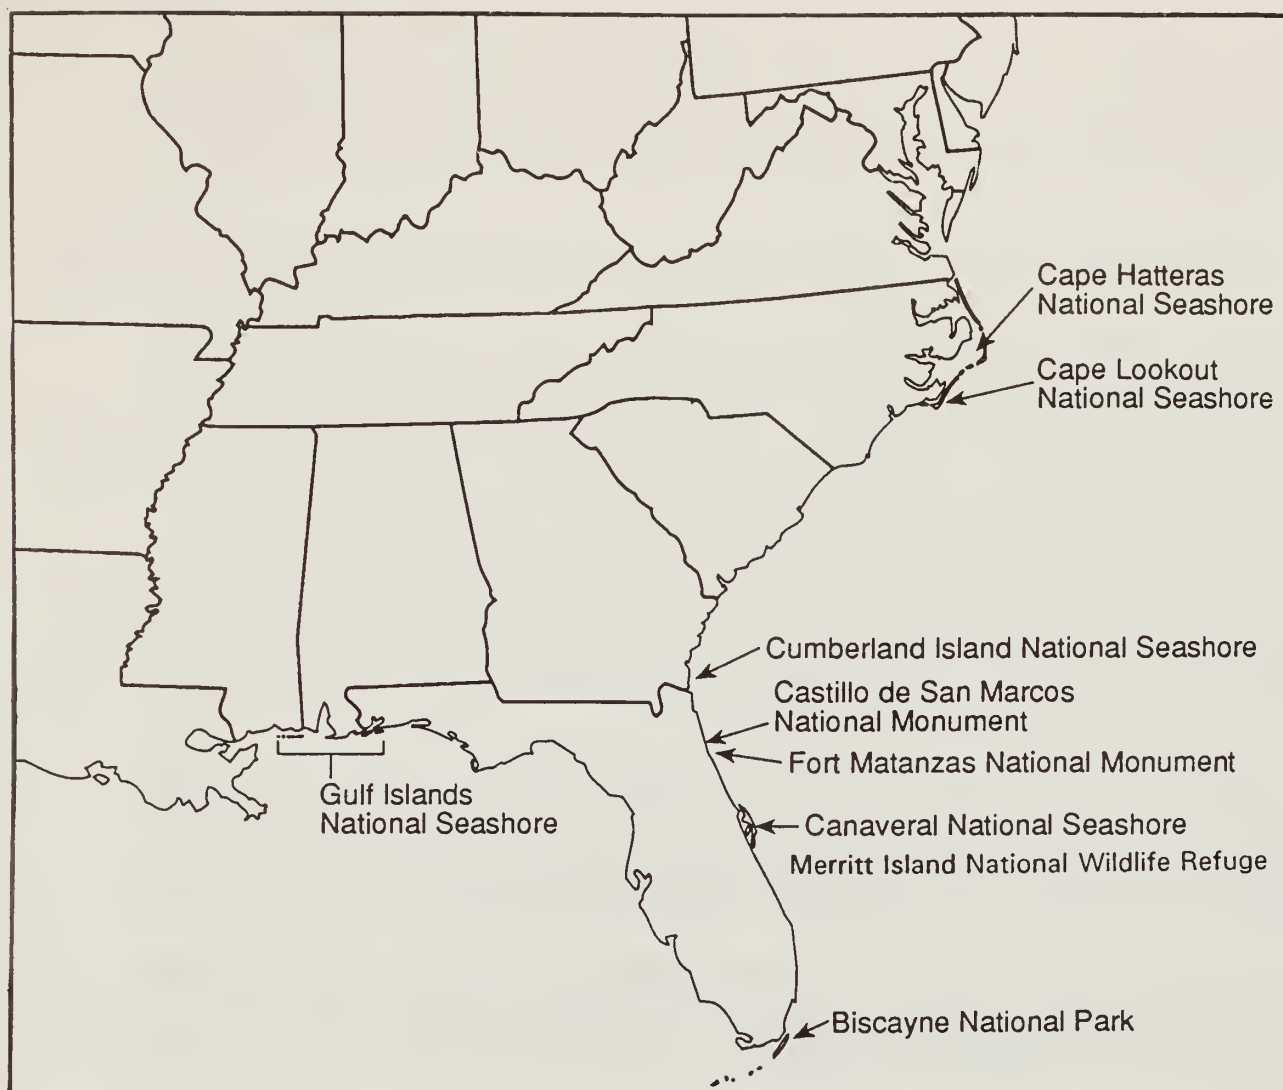 Cape Hatteras
National Seashore
Cape Lookout
National Seashore
Cumberland Island National Seashore
Castillo de San Marcos
National Monument
Fort Matanzas National Monument
Gulf Islands
National Seashore
Canaveral National Seashore
Merritt Island National Wildlife Refuge
Biscayne National Park